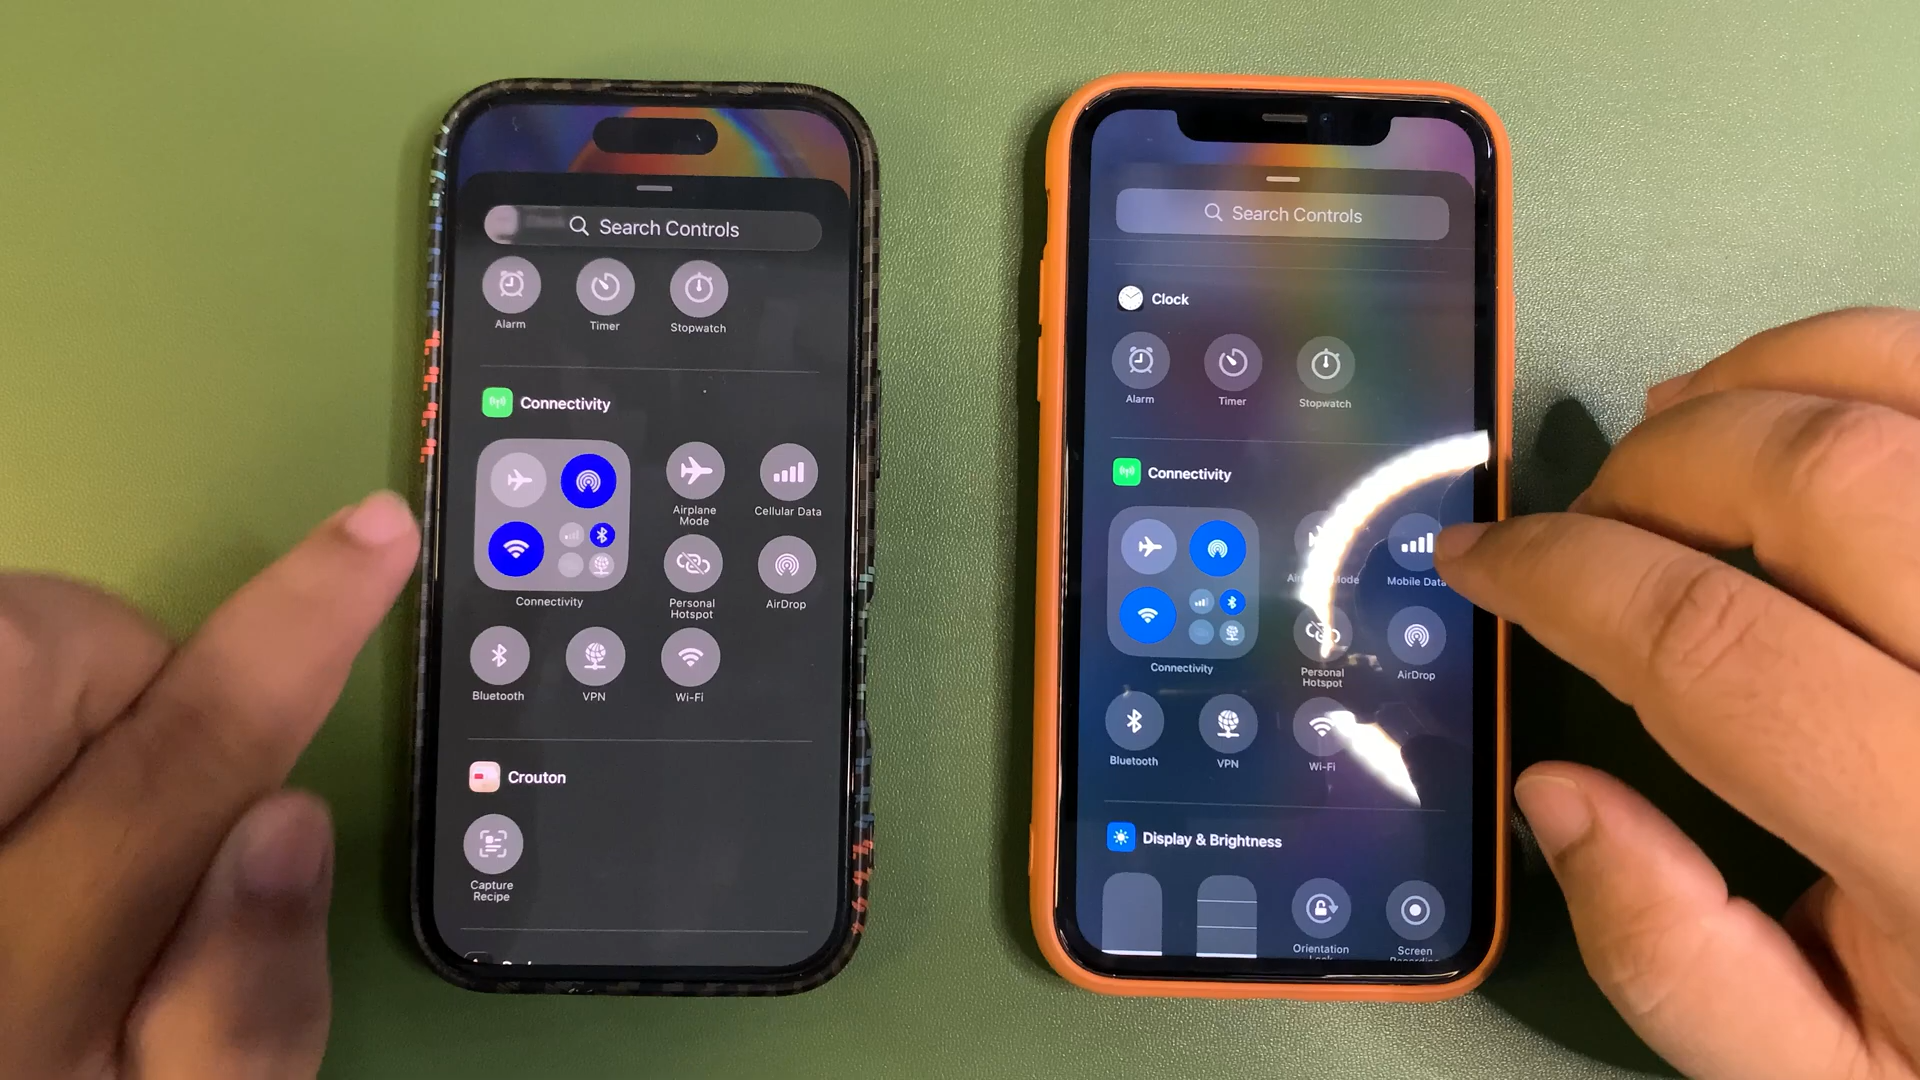 Search Controls
Alarm
Timer
Stopwatch
Connectivity
Airplane
Mode
Cellular Data
Connectivity
Personal
Hotspot
AirDrop
Bluetooth
VPN
Wi-Fi
Crouton
Capture
Recipe
Search Controls
Clock
Alarm
Timer
Stopwatch
Connectivity
Mode
Mobile Data
Connectivity
Personal
Hotspot
AirDrop
Bluetooth
VPN
Wi-Fi
Display & Brightness
Orientation
Screen